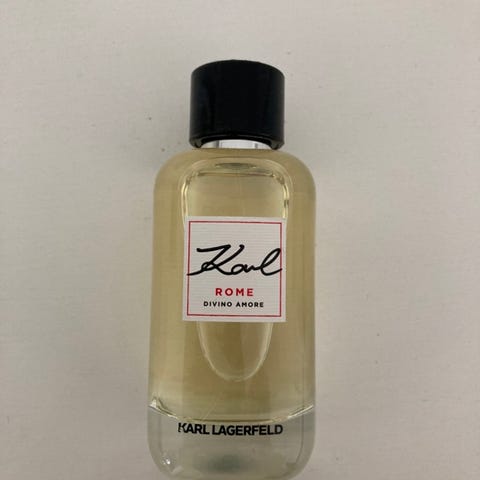 Karl
ROME
DIVINO AMORE
KARL LAGERFELD